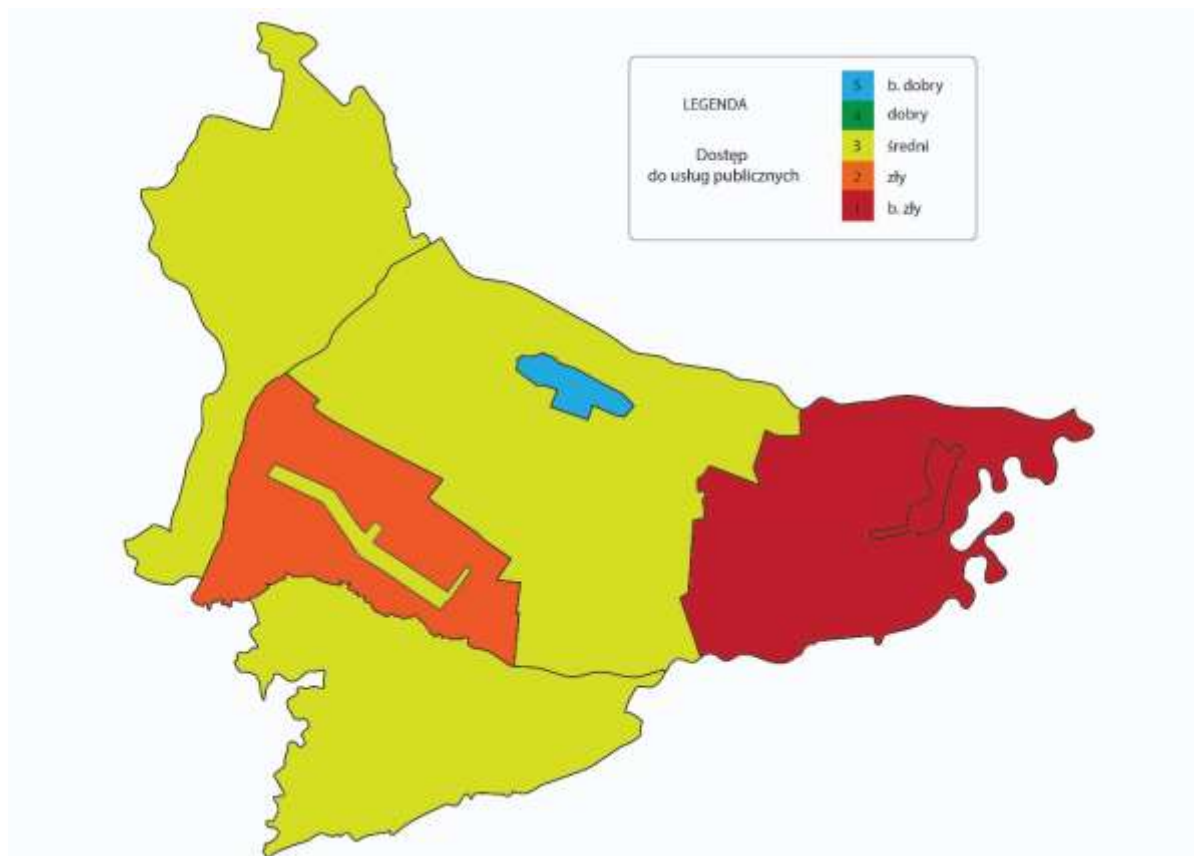 LEGENDA
Dostęp
do usług publicznych
5 b. dobry
4 dobry
3 średni
2 zły
1 b. zły